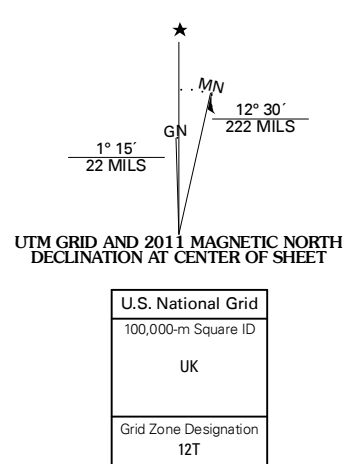 ★
MN
GN
12° 30´
222 MILS
1° 15´
22 MILS
UTM GRID AND 2011 MAGNETIC NORTH
DECLINATION AT CENTER OF SHEET
U.S. National Grid
100,000-m Square ID
UK
Grid Zone Designation
12T